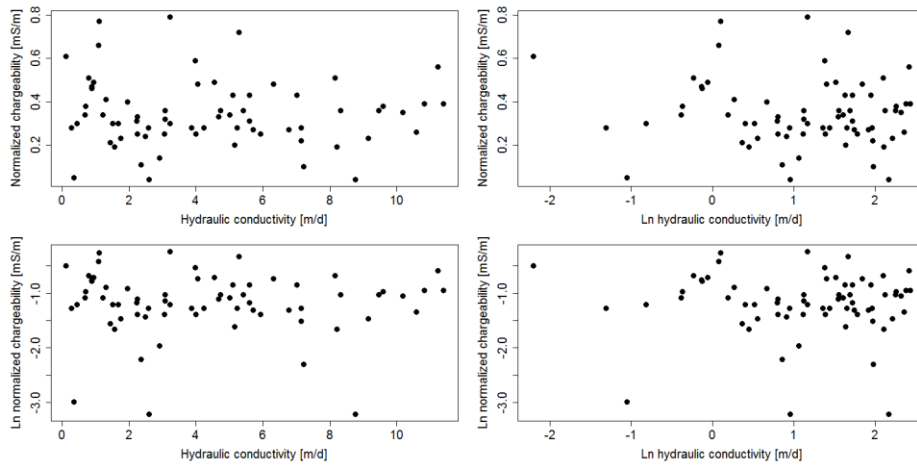 Normalized chargeability [mS/m]
0.8
0.6
0.4
0.2
0 2 4 6 8 10
Hydraulic conductivity [m/d]
Normalized chargeability [mS/m]
0.8
0.6
0.4
0.2
-2 -1 0 1 2
Ln hydraulic conductivity [m/d]
Ln normalized chargeability [mS/m]
-1.0
-2.0
-3.0
0 2 4 6 8 10
Hydraulic conductivity [m/d]
Ln normalized chargeability [mS/m]
-1.0
-2.0
-3.0
-2 -1 0 1 2
Ln hydraulic conductivity [m/d]